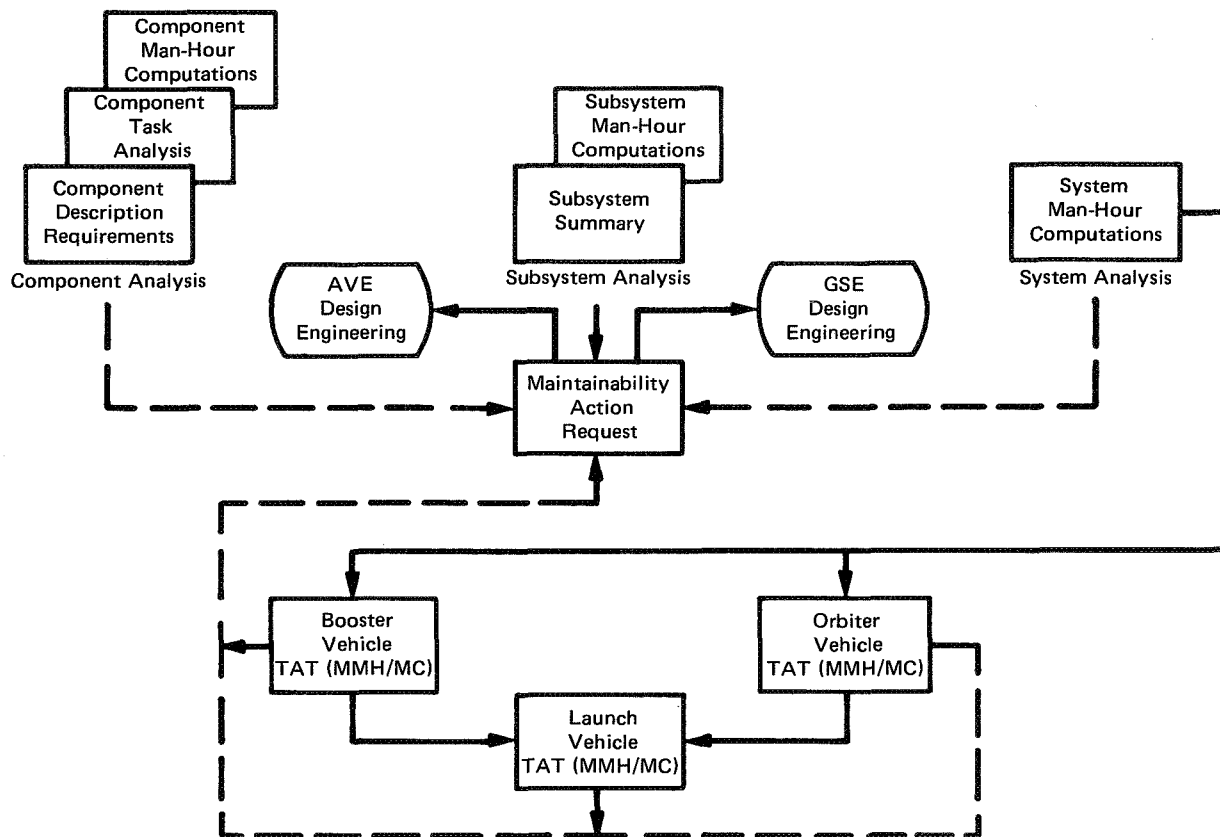 Component
Man-Hour
Computations
Component
Task
Analysis
Component
Description
Requirements
Component Analysis
Subsystem
Man-Hour
Computations
Subsystem
Summary
Subsystem Analysis
System
Man-Hour
Computations
System Analysis
AVE
Design
Engineering
GSE
Design
Engineering
Maintainability
Action
Request
Booster
Vehicle
TAT (MMH/MC)
Orbiter
Vehicle
TAT (MMH/MC)
Launch
Vehicle
TAT (MMH/MC)